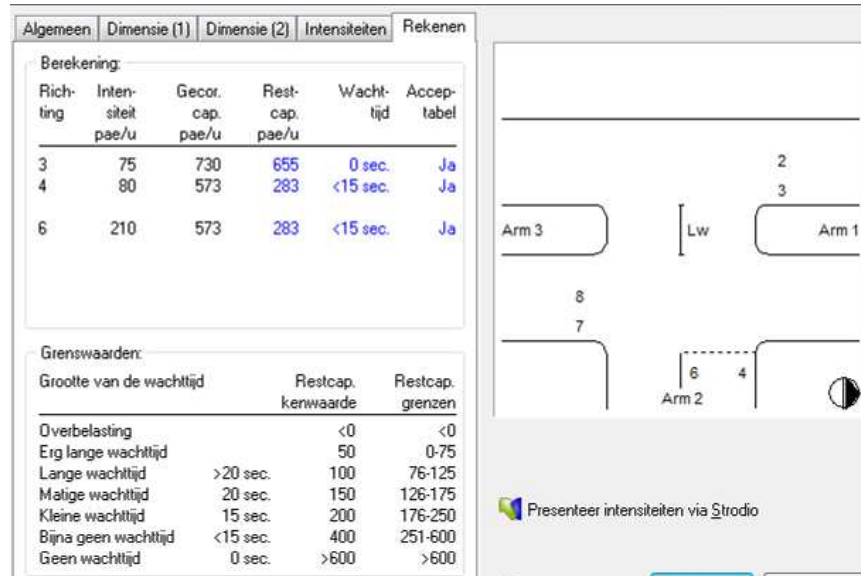 Algemeen Dimensie (1) Dimensie (2) Intensiteiten Rekenen
Berekening:
Rich- Inten- Gecor. Rest- Wacht- Accep-
ting siteit cap. cap. tijd tabel
pae/u pae/u pae/u
3 75 730 655 0 sec. Ja
4 80 573 283 <15 sec. Ja
6 210 573 283 <15 sec. Ja
Grenswaarden:
Grootte van de wachttijd Restcap. Restcap.
kenwaarde grenzen
Overbelasting <0 <0
Erg lange wachttijd 50 0-75
Lange wachttijd >20 sec. 100 76-125
Matige wachttijd 20 sec. 150 126-175
Kleine wachttijd 15 sec. 200 176-250
Bijna geen wachttijd <15 sec. 400 251-600
Geen wachttijd 0 sec. >600 >600
2
3
Arm 3 Lw Arm 1
8
7
6 4
Arm 2
Presenteer intensiteiten via Strodio